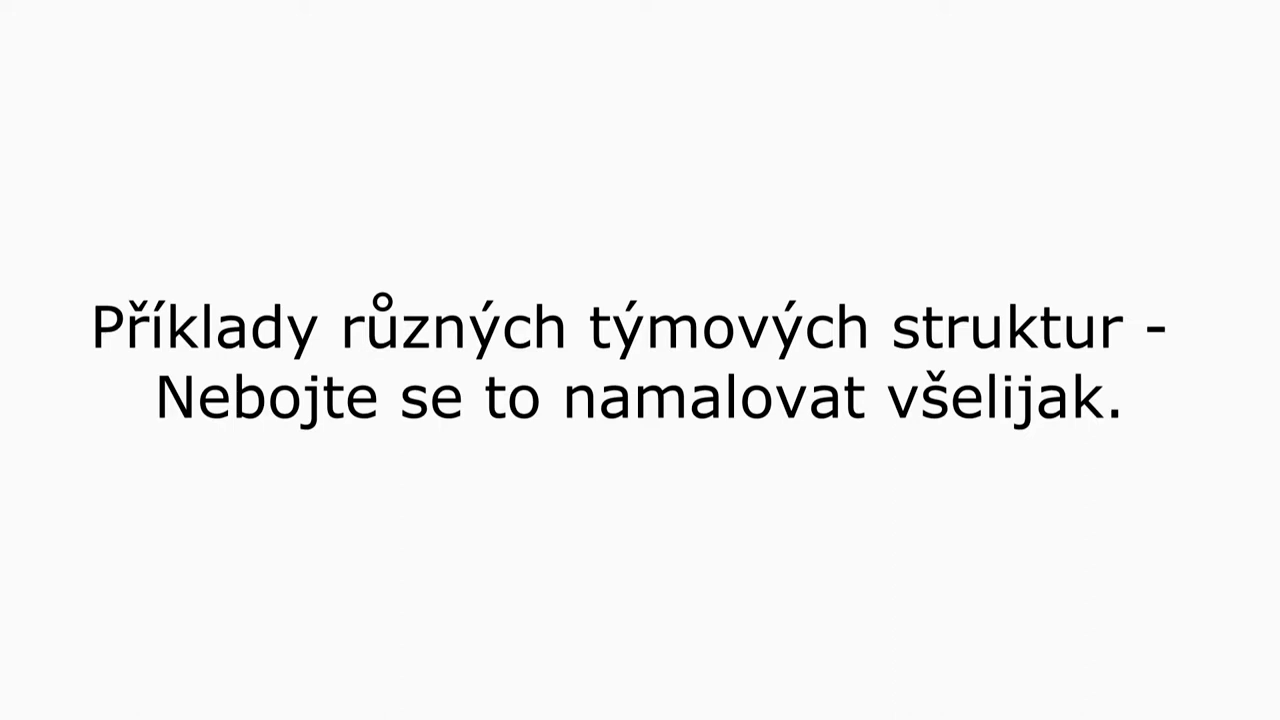 Příklady různých týmových struktur -
Nebojte se to namalovat všelijak.